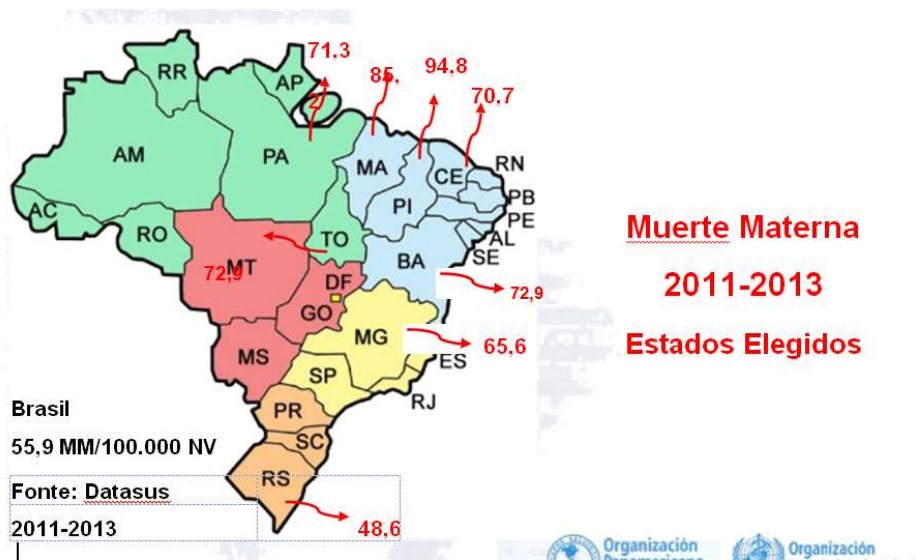 71,3
85,
2
94,8
70,7
RR
AP
AM
PA
MA
CE
RN
PB
PI
PE
AC
AL
RO
TO
SE
BA
MT
72,9
DF
72,9
GO
MG
65,6
MS
ES
SP
RJ
PR
SC
RS
48,6
Muerte Materna
2011-2013
Estados Elegidos
Brasil
55,9 MM/100.000 NV
Fonte: Datasus
2011-2013
Organización
Organización